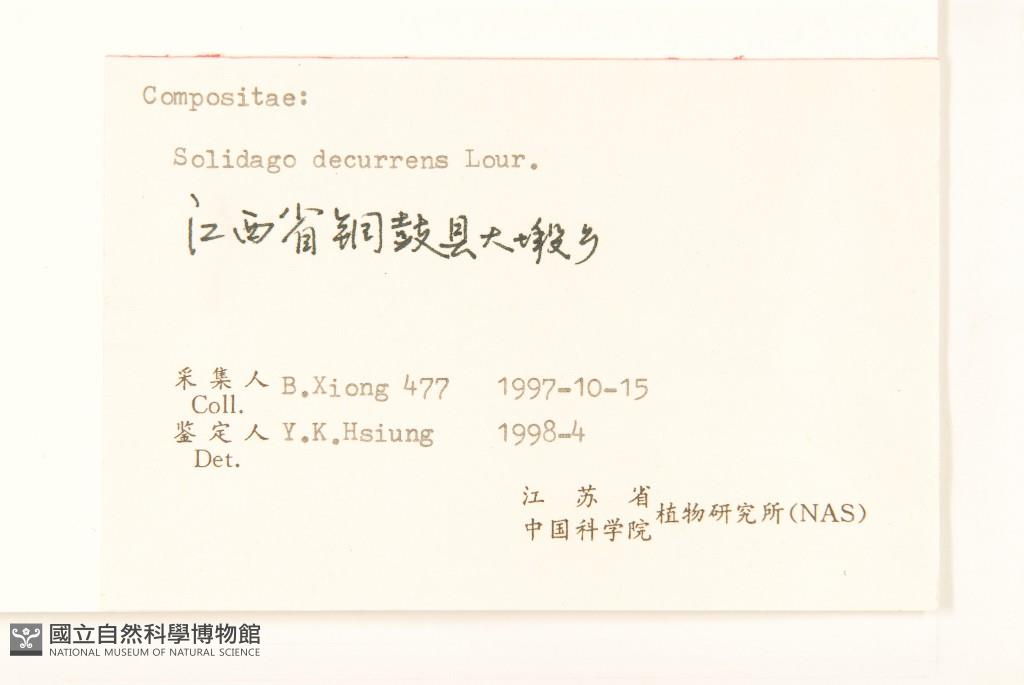 Compositae:
Solidago decurrens Lour.
江西省铜鼓县大塅乡
采集人 B.Xiong 477 1997-10-15
Coll.
鉴定人 Y.K.Hsiung 1998-4
Det.
江苏省
中国科学院 植物研究所(NAS)
國立自然科學博物館
NATIONAL MUSEUM OF NATURAL SCIENCE